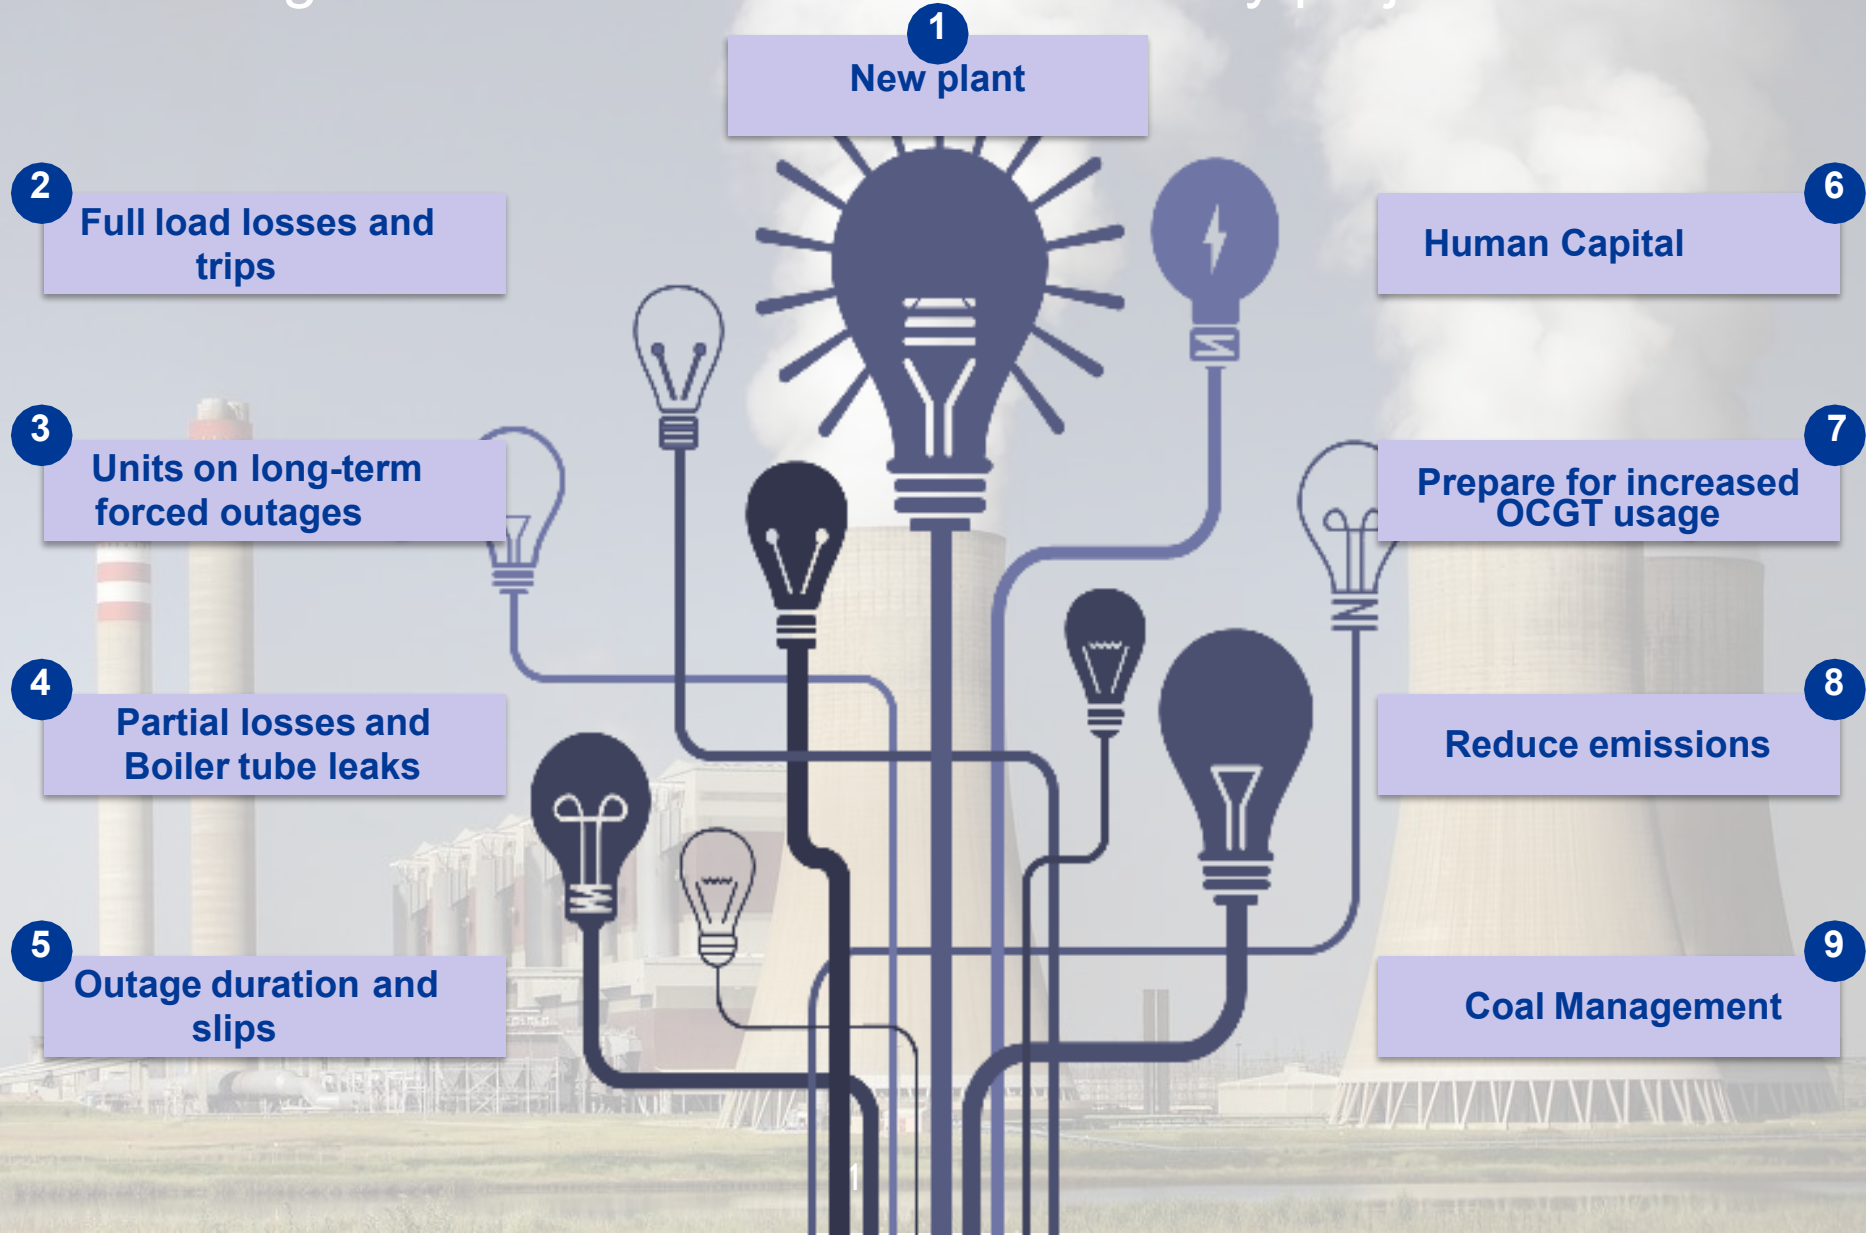 1
New plant
2
Full load losses and
trips
3
Units on long-term
forced outages
4
Partial losses and
Boiler tube leaks
5
Outage duration and
slips
6
Human Capital
7
Prepare for increased
OCGT usage
8
Reduce emissions
9
Coal Management
1